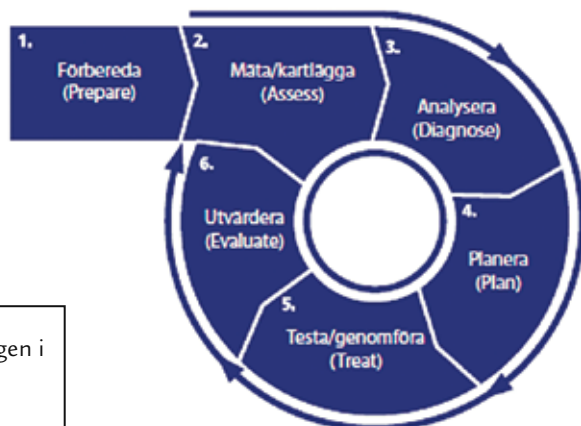 1.
Förbereda
(Prepare)
2.
Mäta/kartlägga
(Assess)
3.
Analysera
(Diagnose)
4.
Planera
(Plan)
5.
Testa/genomföra
(Treat)
6.
Utvärdera
(Evaluate)
gen i